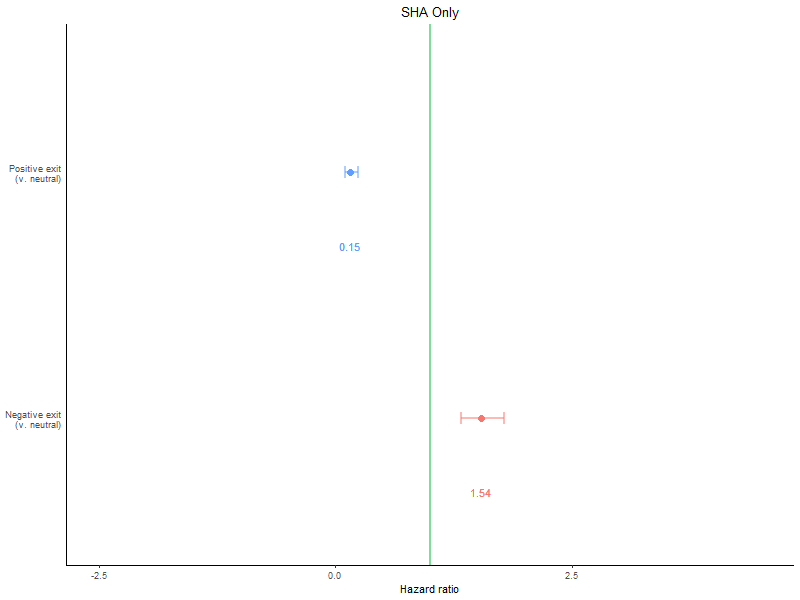 SHA Only
Positive exit
(v. neutral)
0.15
Negative exit
(v. neutral)
1.54
-2.5
0.0
2.5
Hazard ratio